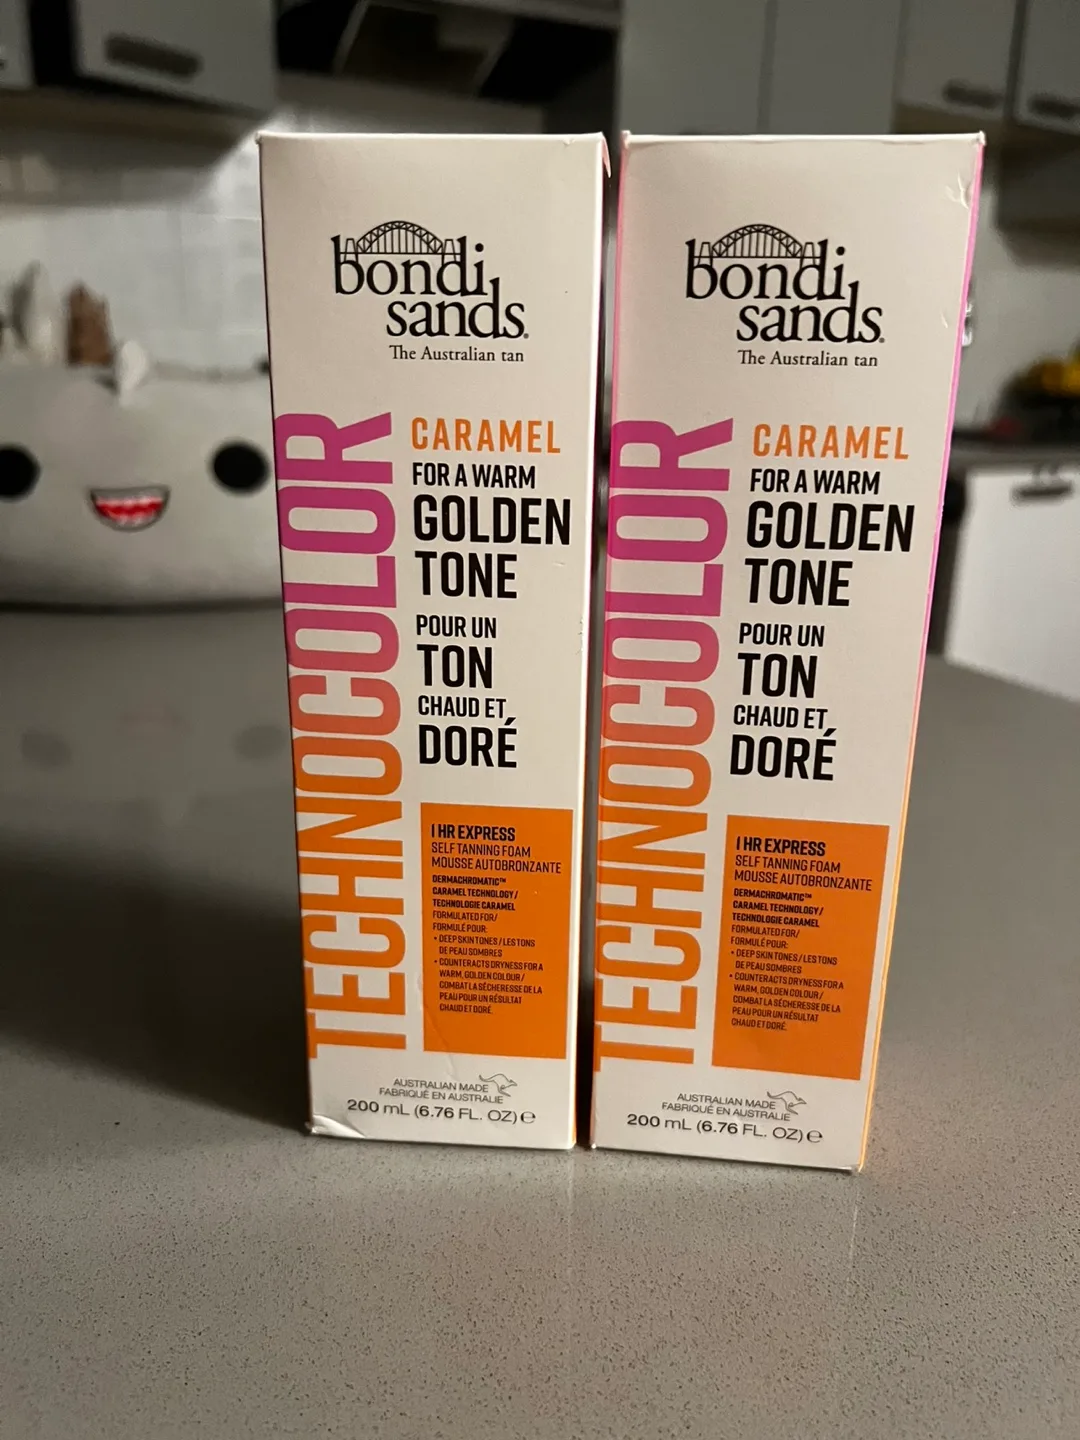 bondi
sands.
The Australian tan
TECHNOCOLOR
CARAMEL
FOR A WARM
GOLDEN
TONE
POUR UN
TON
CHAUD ET
DORÉ
1 HR EXPRESS
SELF TANNING FOAM
MOUSSE AUTOBRONZANTE
DERMACHROMATIC™
CARAMEL TECHNOLOGY/
TECHNOLOGIE CARAMEL
FORMULATED FOR/
FORMULÉ POUR:
• DEEP SKIN TONES / LES TONS
DE PEAU SOMBRES
• COUNTERACTS DRYNESS FOR A
WARM, GOLDEN COLOUR/
COMBAT LA SÉCHERESSE DE LA
PEAU POUR UN RÉSULTAT
CHAUD ET DORÉ.
AUSTRALIAN MADE
FABRIQUÉ EN AUSTRALIE
200 mL (6.76 FL. OZ) ℮
bondi
sands.
The Australian tan
TECHNOCOLOR
CARAMEL
FOR A WARM
GOLDEN
TONE
POUR UN
TON
CHAUD ET
DORÉ
1 HR EXPRESS
SELF TANNING FOAM
MOUSSE AUTOBRONZANTE
DERMACHROMATIC™
CARAMEL TECHNOLOGY/
TECHNOLOGIE CARAMEL
FORMULATED FOR/
FORMULÉ POUR:
• DEEP SKIN TONES / LES TONS
DE PEAU SOMBRES
• COUNTERACTS DRYNESS FOR A
WARM, GOLDEN COLOUR/
COMBAT LA SÉCHERESSE DE LA
PEAU POUR UN RÉSULTAT
CHAUD ET DORÉ.
AUSTRALIAN MADE
FABRIQUÉ EN AUSTRALIE
200 mL (6.76 FL. OZ) ℮